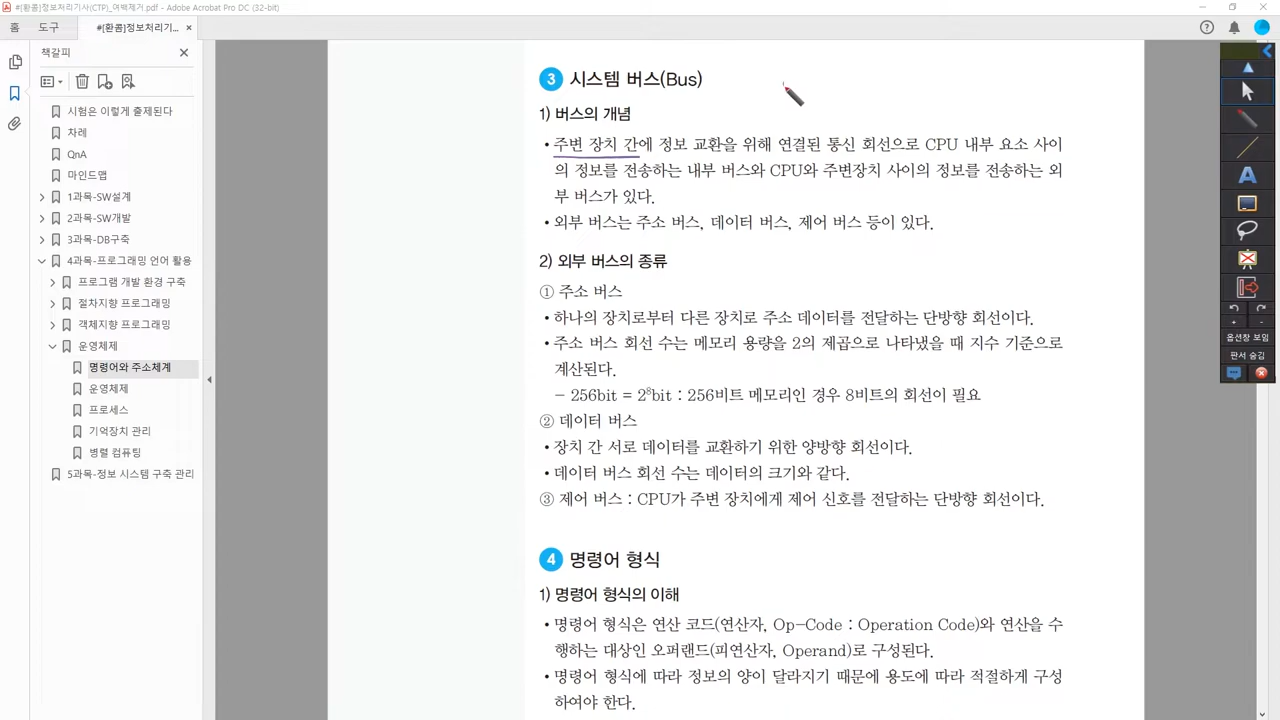 #[환콤]정보처리기사(CTP)_여백제거.pdf - Adobe Acrobat Pro DC (32-bit)
홈 도구 #[환콤]정보처리기... ×
책갈피
시험은 이렇게 출제된다
차례
QnA
마인드맵
1과목-SW설계
2과목-SW개발
3과목-DB구축
4과목-프로그래밍 언어 활용
프로그램 개발 환경 구축
절차지향 프로그래밍
객체지향 프로그래밍
운영체제
명령어와 주소체계
운영체제
프로세스
기억장치 관리
병렬 컴퓨팅
5과목-정보 시스템 구축 관리
3 시스템 버스(Bus)
1) 버스의 개념
• 주변 장치 간에 정보 교환을 위해 연결된 통신 회선으로 CPU 내부 요소 사이
의 정보를 전송하는 내부 버스와 CPU와 주변장치 사이의 정보를 전송하는 외
부 버스가 있다.
• 외부 버스는 주소 버스, 데이터 버스, 제어 버스 등이 있다.
2) 외부 버스의 종류
① 주소 버스
• 하나의 장치로부터 다른 장치로 주소 데이터를 전달하는 단방향 회선이다.
• 주소 버스 회선 수는 메모리 용량을 2의 제곱으로 나타냈을 때 지수 기준으로
계산된다.
- 256bit = 2⁸bit : 256비트 메모리인 경우 8비트의 회선이 필요
② 데이터 버스
• 장치 간 서로 데이터를 교환하기 위한 양방향 회선이다.
• 데이터 버스 회선 수는 데이터의 크기와 같다.
③ 제어 버스 : CPU가 주변 장치에게 제어 신호를 전달하는 단방향 회선이다.
4 명령어 형식
1) 명령어 형식의 이해
• 명령어 형식은 연산 코드(연산자, Op-Code : Operation Code)와 연산을 수
행하는 대상인 오퍼랜드(피연산자, Operand)로 구성된다.
• 명령어 형식에 따라 정보의 양이 달라지기 때문에 용도에 따라 적절하게 구성
하여야 한다.
A
+ -
옵션창 보임
판서 숨김